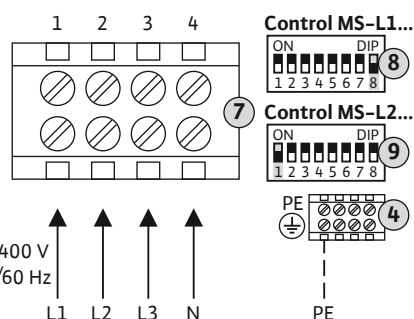 1 2 3 4
Control MS-L1...
ON DIP
1 2 3 4 5 6 7 8
8
7
Control MS-L2...
ON DIP
1 2 3 4 5 6 7 8
9
PE
4
400 V
/60 Hz
L1 L2 L3 N PE